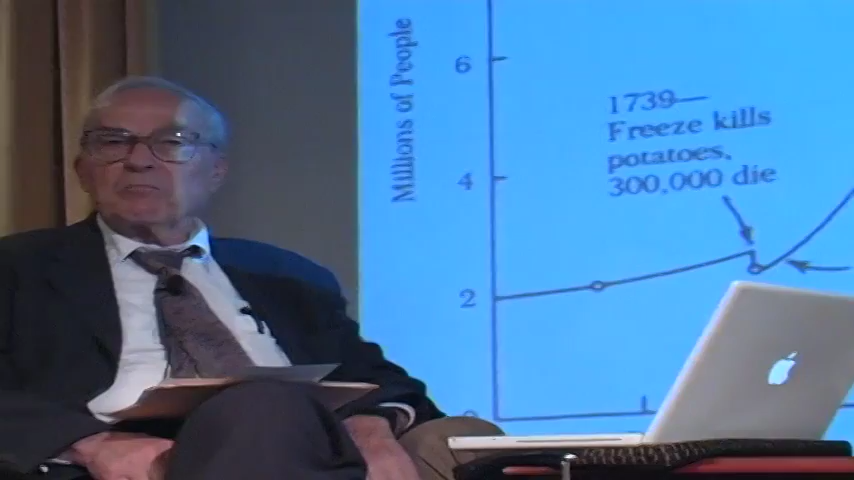 Millions of People
6
1739—
Freeze kills
potatoes,
300,000 die
4
2
0